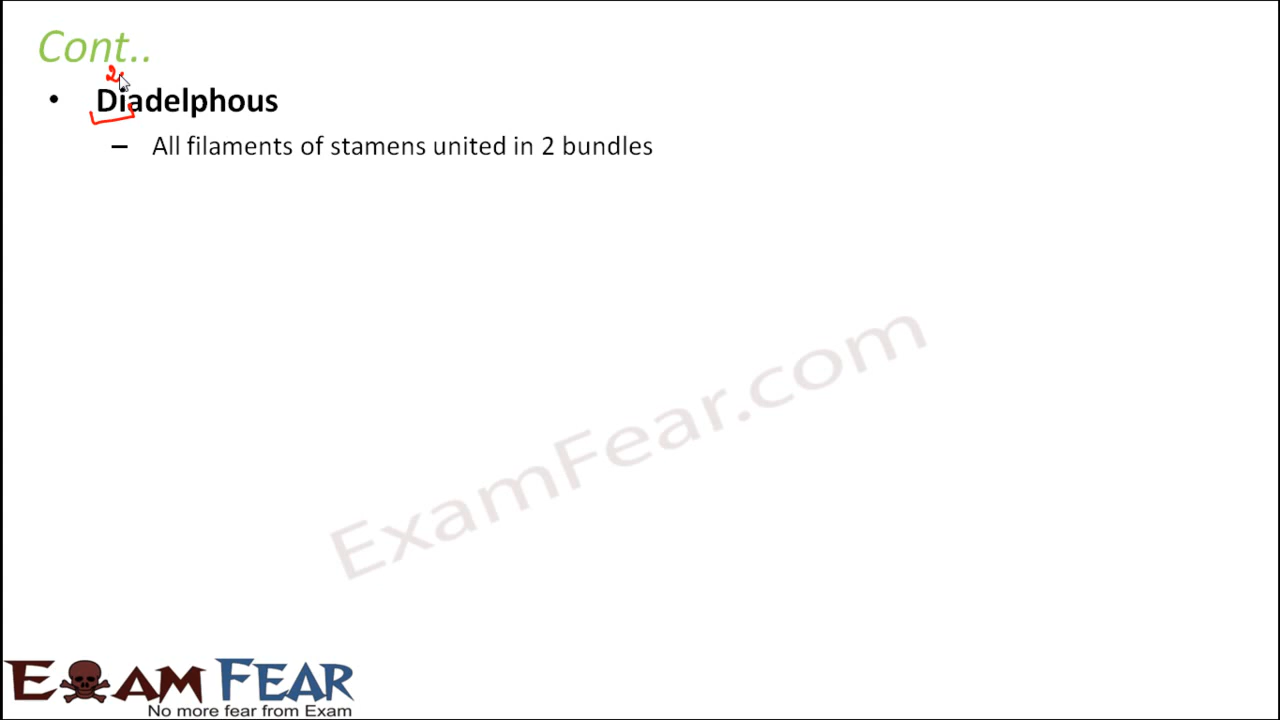 Cont..
2
• Diadelphous
– All filaments of stamens united in 2 bundles
ExamFear.com
EXAM FEAR
No more fear from Exam